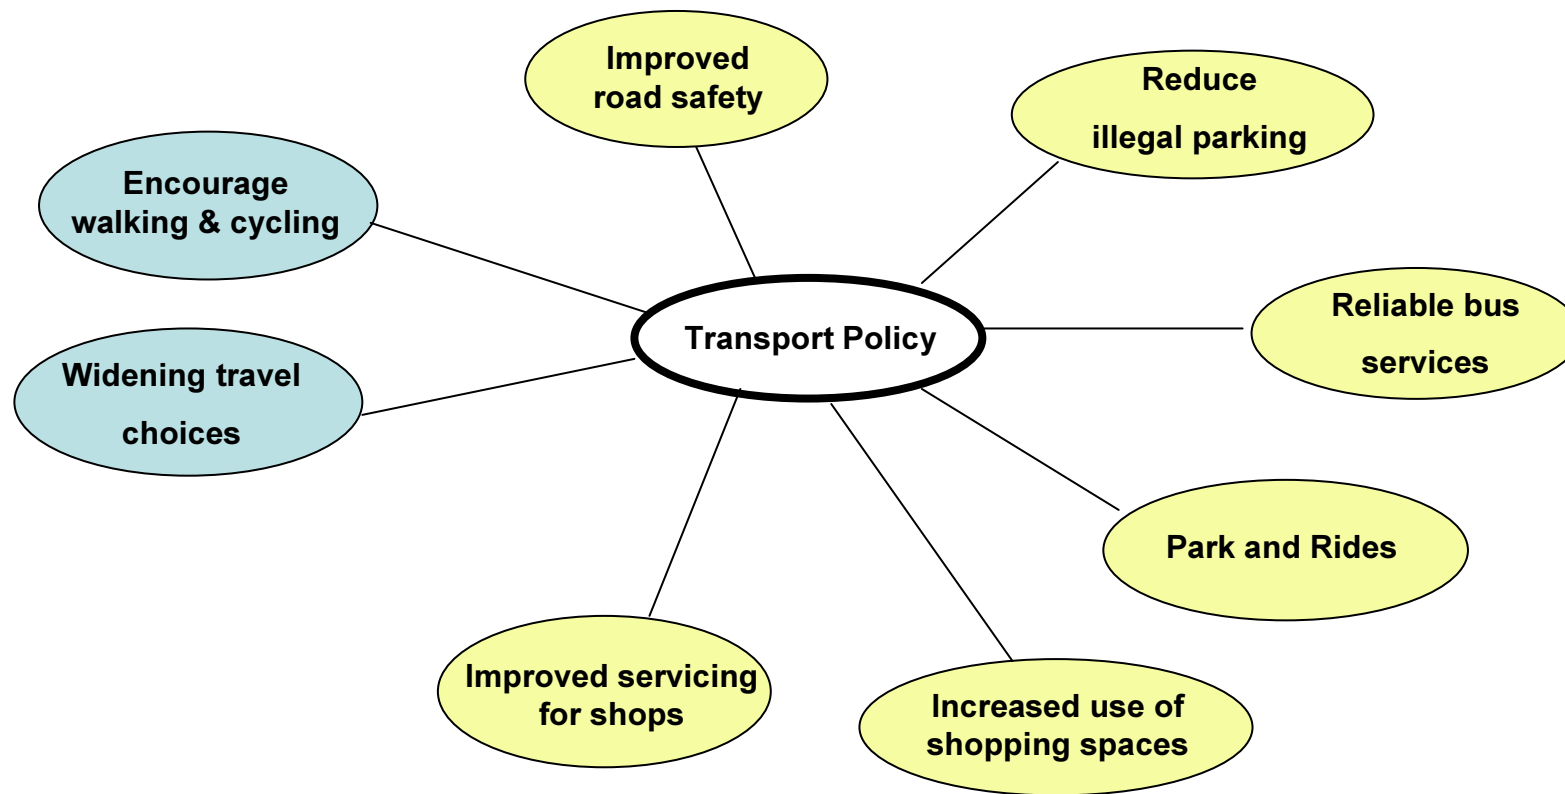 Improved
road safety
Reduce
illegal parking
Encourage
walking & cycling
Transport Policy
Reliable bus
services
Widening travel
choices
Park and Rides
Improved servicing
for shops
Increased use of
shopping spaces